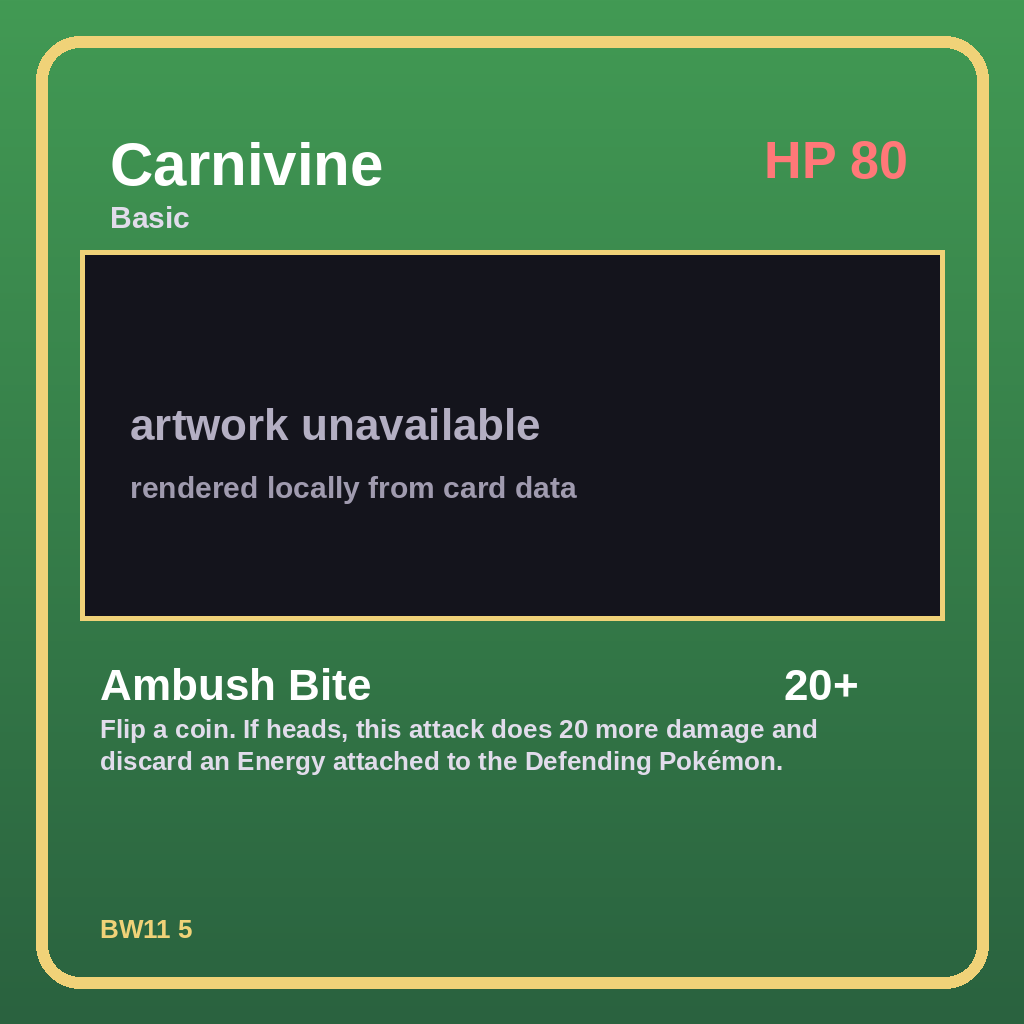 Carnivine
HP 80
Basic
artwork unavailable
rendered locally from card data
Ambush Bite
20+
Flip a coin. If heads, this attack does 20 more damage and
discard an Energy attached to the Defending Pokémon.
BW11 5